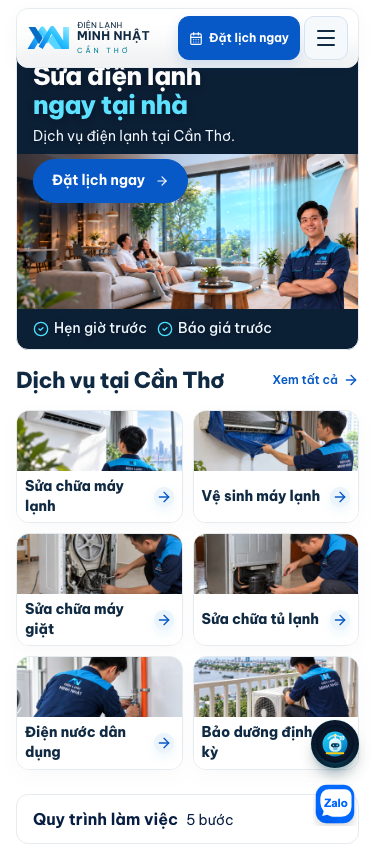 ĐIỆN LẠNH
MINH NHẬT
CẦN THƠ
Đặt lịch ngay
Sửa điện lạnh
ngay tại nhà
Dịch vụ điện lạnh tại Cần Thơ.
Đặt lịch ngay
Hẹn giờ trước
Báo giá trước
Dịch vụ tại Cần Thơ
Xem tất cả
Sửa chữa máy
lạnh
Vệ sinh máy lạnh
Sửa chữa máy
giặt
Sửa chữa tủ lạnh
MINH NHẬT
Điện nước dân
dụng
Bảo dưỡng định
kỳ
Zalo
Quy trình làm việc 5 bước